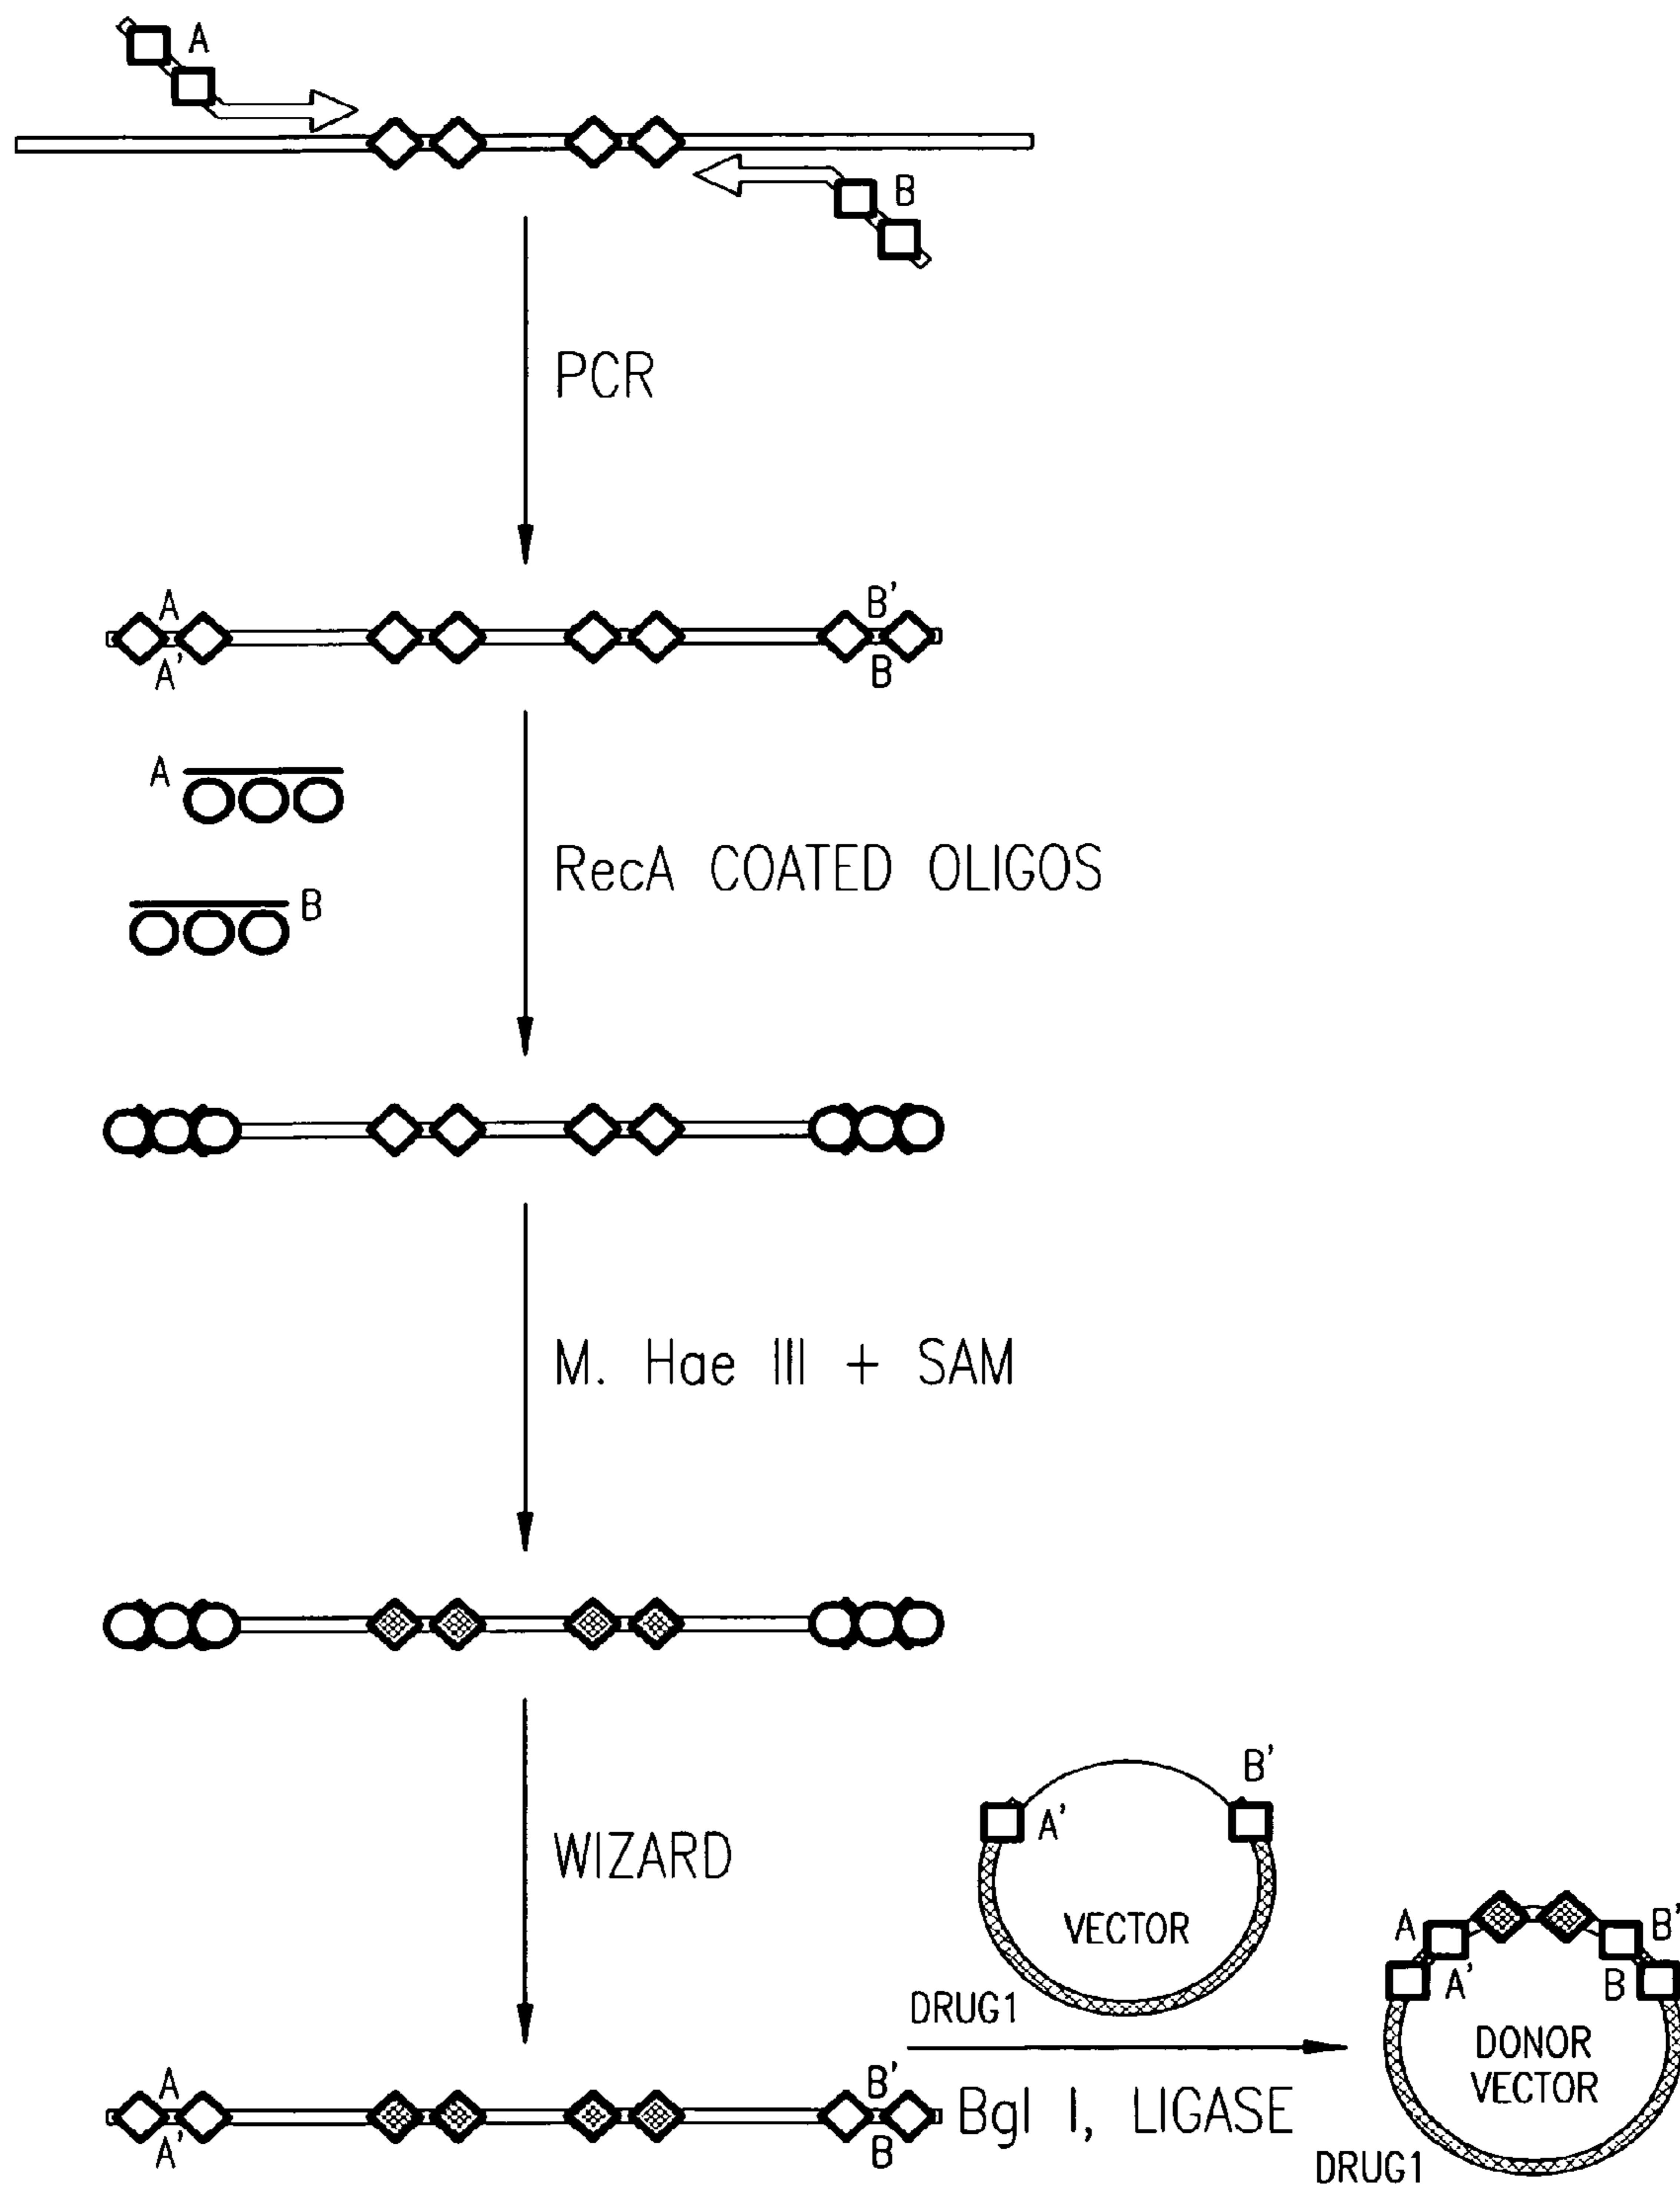 A
B
PCR
A
B'
A'
B
A
RecA COATED OLIGOS
B
M. Hae III + SAM
B'
A'
WIZARD
VECTOR
A
B'
DRUG1
A'
B
DONOR
VECTOR
A
B'
Bgl I, LIGASE
A'
B
DRUG1